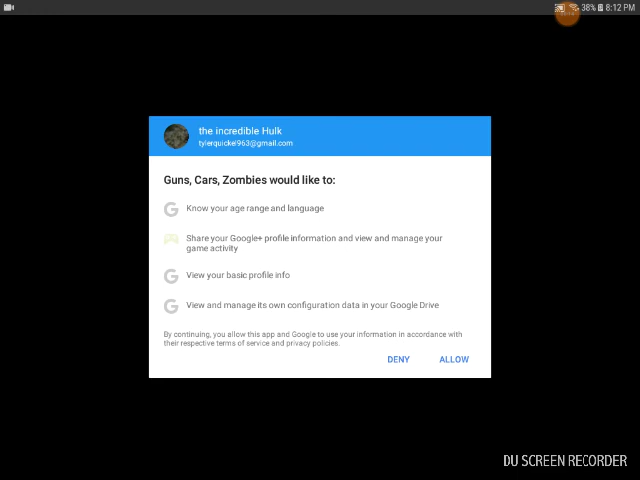 38% 8:12 PM
the incredible Hulk
tylerquickel963@gmail.com
Guns, Cars, Zombies would like to:
Know your age range and language
Share your Google+ profile information and view and manage your
game activity
View your basic profile info
View and manage its own configuration data in your Google Drive
By continuing, you allow this app and Google to use your information in accordance with
their respective terms of service and privacy policies.
DENY ALLOW
DU SCREEN RECORDER